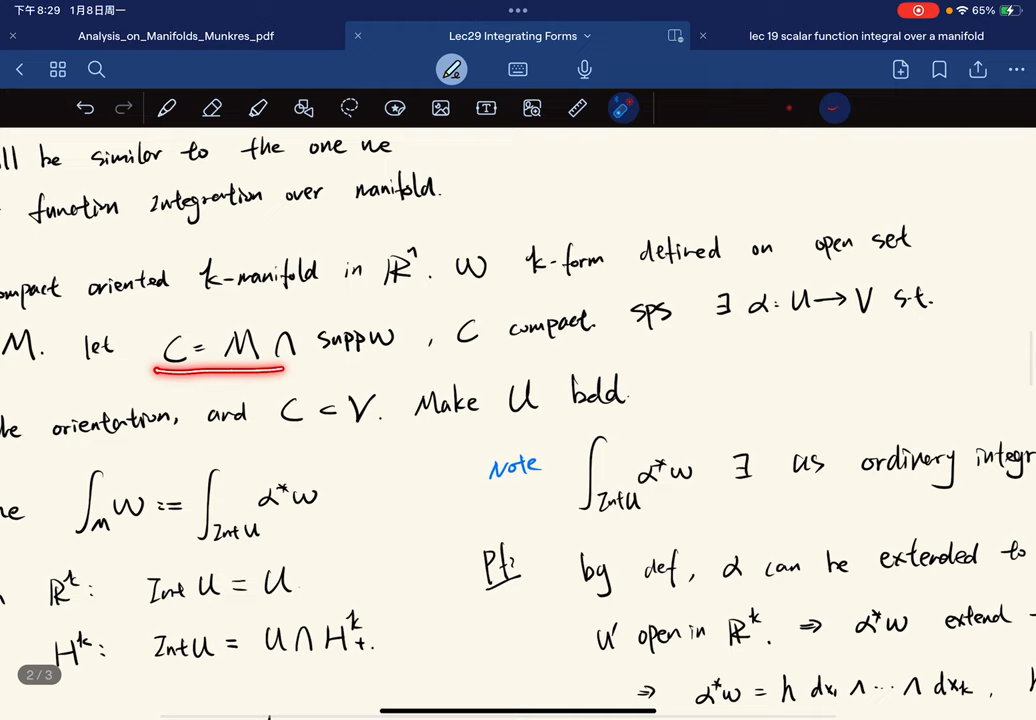 下午8:29 1月8日周一
65%
Analysis_on_Manifolds_Munkres_pdf
Lec29 Integrating Forms
lec 19 scalar function integral over a manifold
ll be similar to the one we
function Integration over manifold.
ompact oriented k-manifold in ℝⁿ. ω k-form defined on open set
M. let C = M ∩ supp ω, C compact. sps ∃ α: U→V s.t.
he orientation, and C ⊂ V. Make U bdd.
ne ∫_M ω := ∫_{Int U} α*ω
Note ∫_{Int U} α*ω ∃ as ordinary integr
ℝᵏ: Int U = U.
Hᵏ: Int U = U ∩ Hᵏ₊.
Pf: by def, α can be extended to
U' open in ℝᵏ. ⇒ α*ω extend
⇒ α*ω = h dx₁ ∧ ⋯ ∧ dxₖ, h
2/3